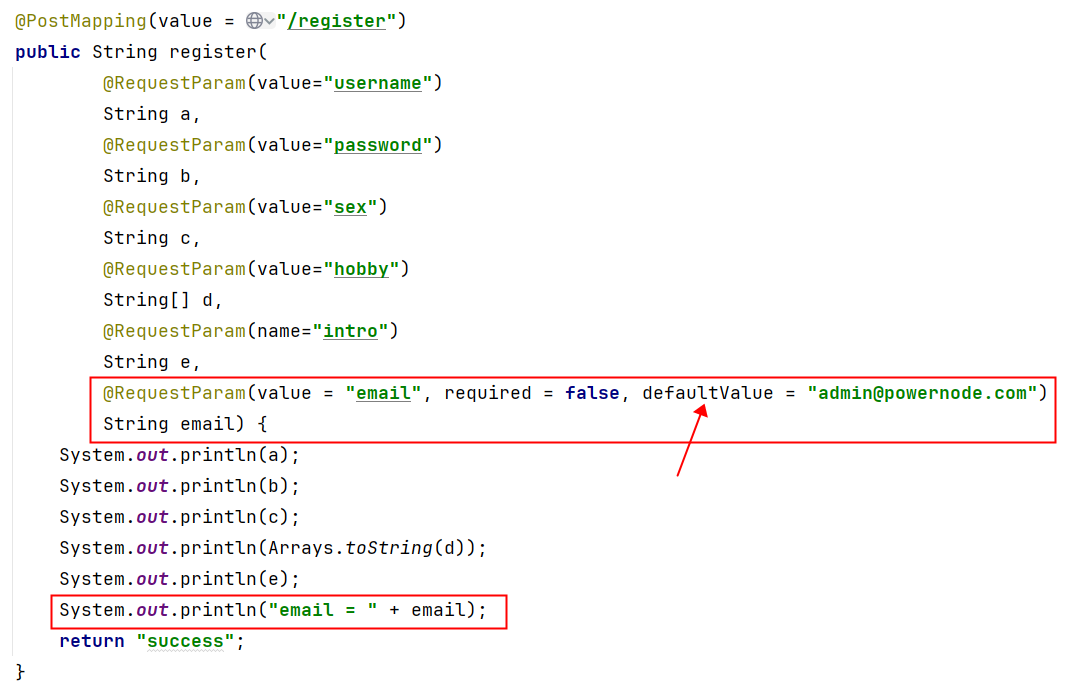 @PostMapping(value = "/register")
public String register(
        @RequestParam(value="username")
        String a,
        @RequestParam(value="password")
        String b,
        @RequestParam(value="sex")
        String c,
        @RequestParam(value="hobby")
        String[] d,
        @RequestParam(name="intro")
        String e,
        @RequestParam(value = "email", required = false, defaultValue = "admin@powernode.com")
        String email) {
    System.out.println(a);
    System.out.println(b);
    System.out.println(c);
    System.out.println(Arrays.toString(d));
    System.out.println(e);
    System.out.println("email = " + email);
    return "success";
}